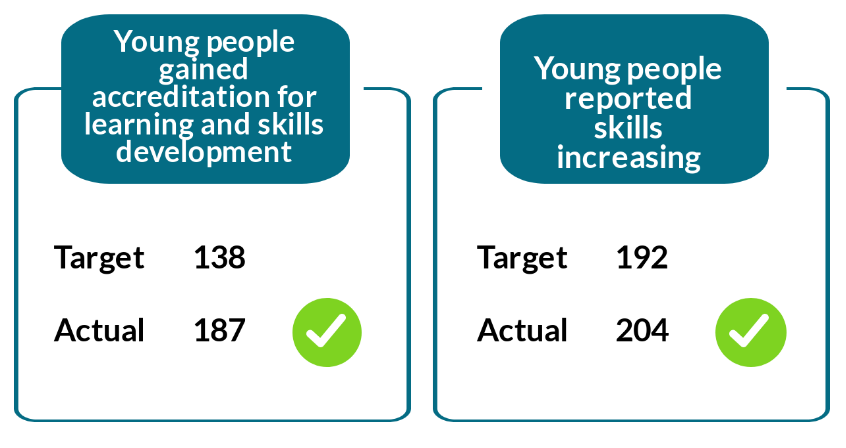 Young people
gained
accreditation for
learning and skills
development
Target 138
Actual 187
Young people
reported
skills
increasing
Target 192
Actual 204